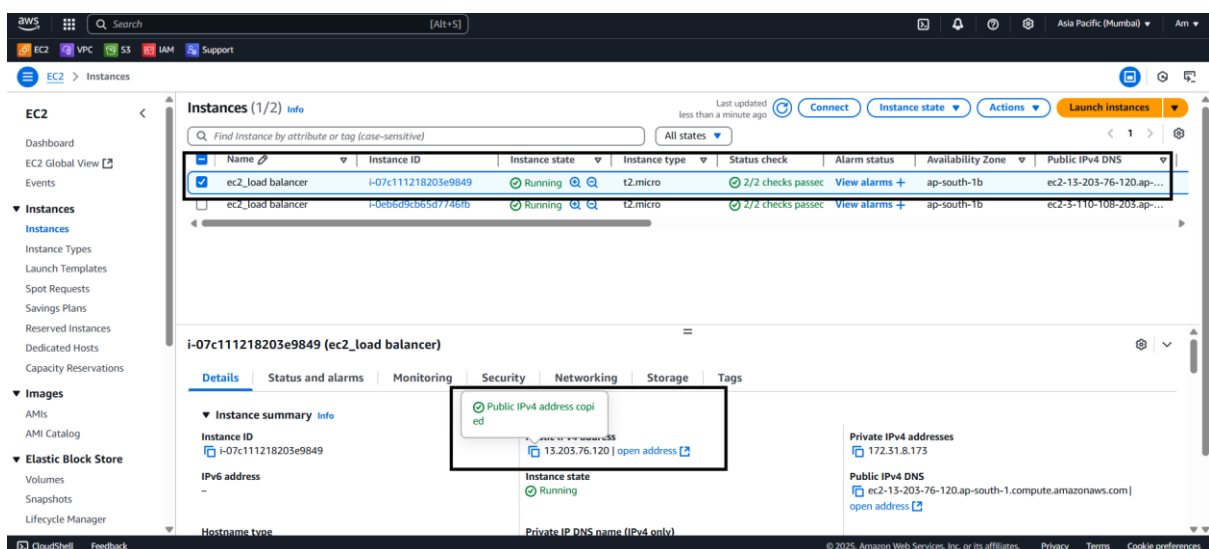 aws
Search [Alt+S] Asia Pacific (Mumbai) Am
EC2 VPC S3 IAM Support
EC2 > Instances
EC2
Dashboard
EC2 Global View
Events
Instances
Instances
Instance Types
Launch Templates
Spot Requests
Savings Plans
Reserved Instances
Dedicated Hosts
Capacity Reservations
Images
AMIs
AMI Catalog
Elastic Block Store
Volumes
Snapshots
Lifecycle Manager
Instances (1/2) Info
Last updated
less than a minute ago
Connect Instance state Actions Launch instances
Find Instance by attribute or tag (case-sensitive) All states 1
Name Instance ID Instance state Instance type Status check Alarm status Availability Zone Public IPv4 DNS
ec2_load balancer i-07c111218203e9849 Running t2.micro 2/2 checks passec View alarms + ap-south-1b ec2-13-203-76-120.ap-...
ec2_load balancer i-0eb6d9cb65d7746fb Running t2.micro 2/2 checks passec View alarms + ap-south-1b ec2-3-110-108-203.ap-...
i-07c111218203e9849 (ec2_load balancer)
Details Status and alarms Monitoring Security Networking Storage Tags
Instance summary Info
Public IPv4 address copi
ed
Instance ID
i-07c111218203e9849
13.203.76.120 | open address
Private IPv4 addresses
172.31.8.173
IPv6 address
–
Instance state
Running
Public IPv4 DNS
ec2-13-203-76-120.ap-south-1.compute.amazonaws.com |
open address
Hostname type Private IP DNS name (IPv4 only)
CloudShell Feedback © 2025, Amazon Web Services, Inc. or its affiliates. Privacy Terms Cookie preferences